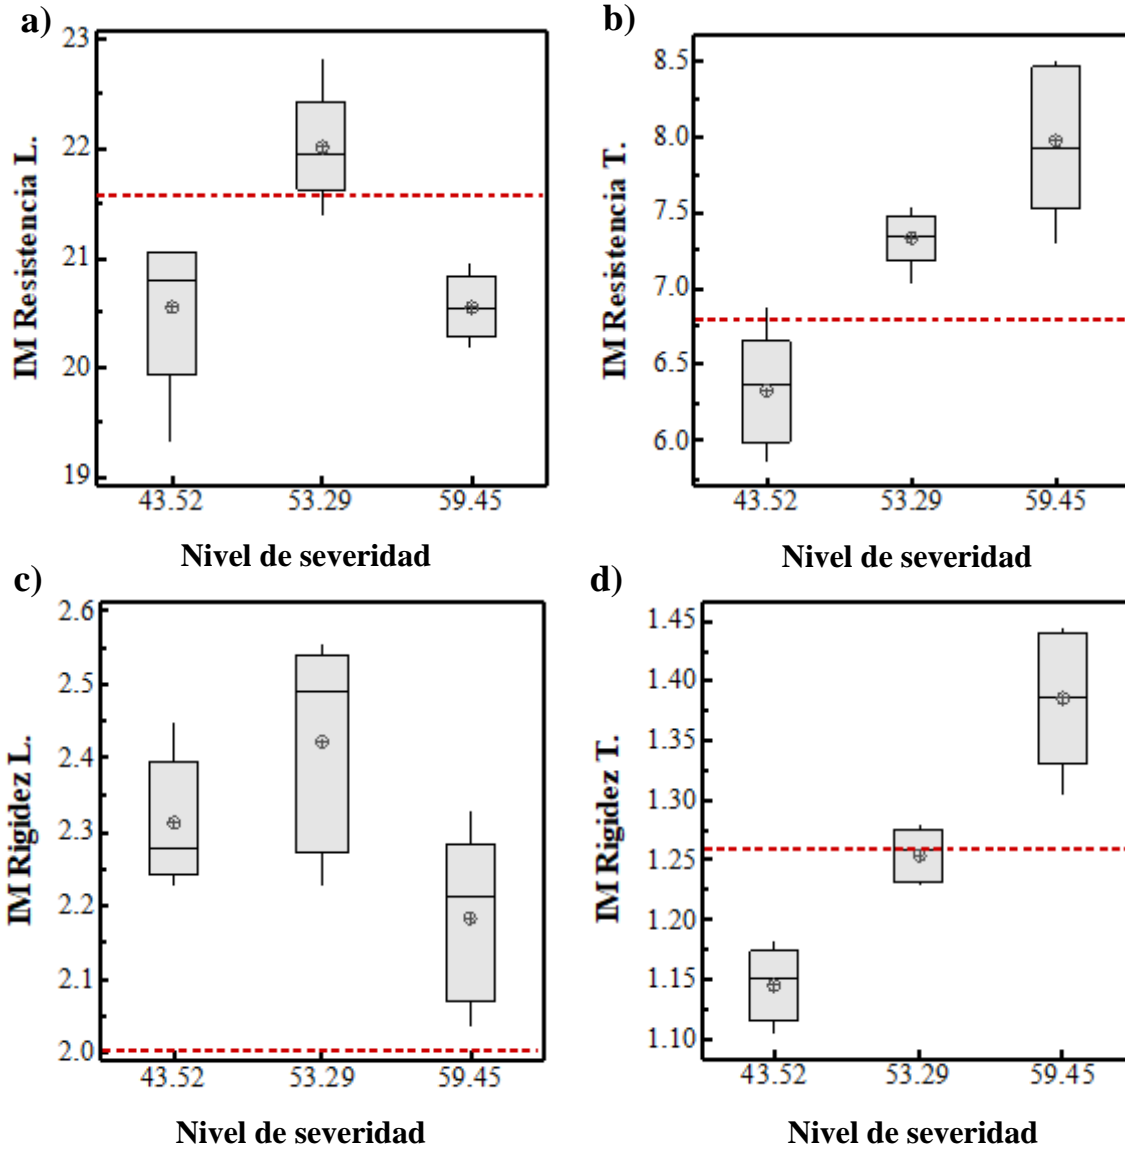 a)
IM Resistencia L.
23
22
21
20
19
43.52 53.29 59.45
Nivel de severidad
b)
IM Resistencia T.
8.5
8.0
7.5
7.0
6.5
6.0
43.52 53.29 59.45
Nivel de severidad
c)
IM Rigidez L.
2.6
2.5
2.4
2.3
2.2
2.1
2.0
43.52 53.29 59.45
Nivel de severidad
d)
IM Rigidez T.
1.45
1.40
1.35
1.30
1.25
1.20
1.15
1.10
43.52 53.29 59.45
Nivel de severidad